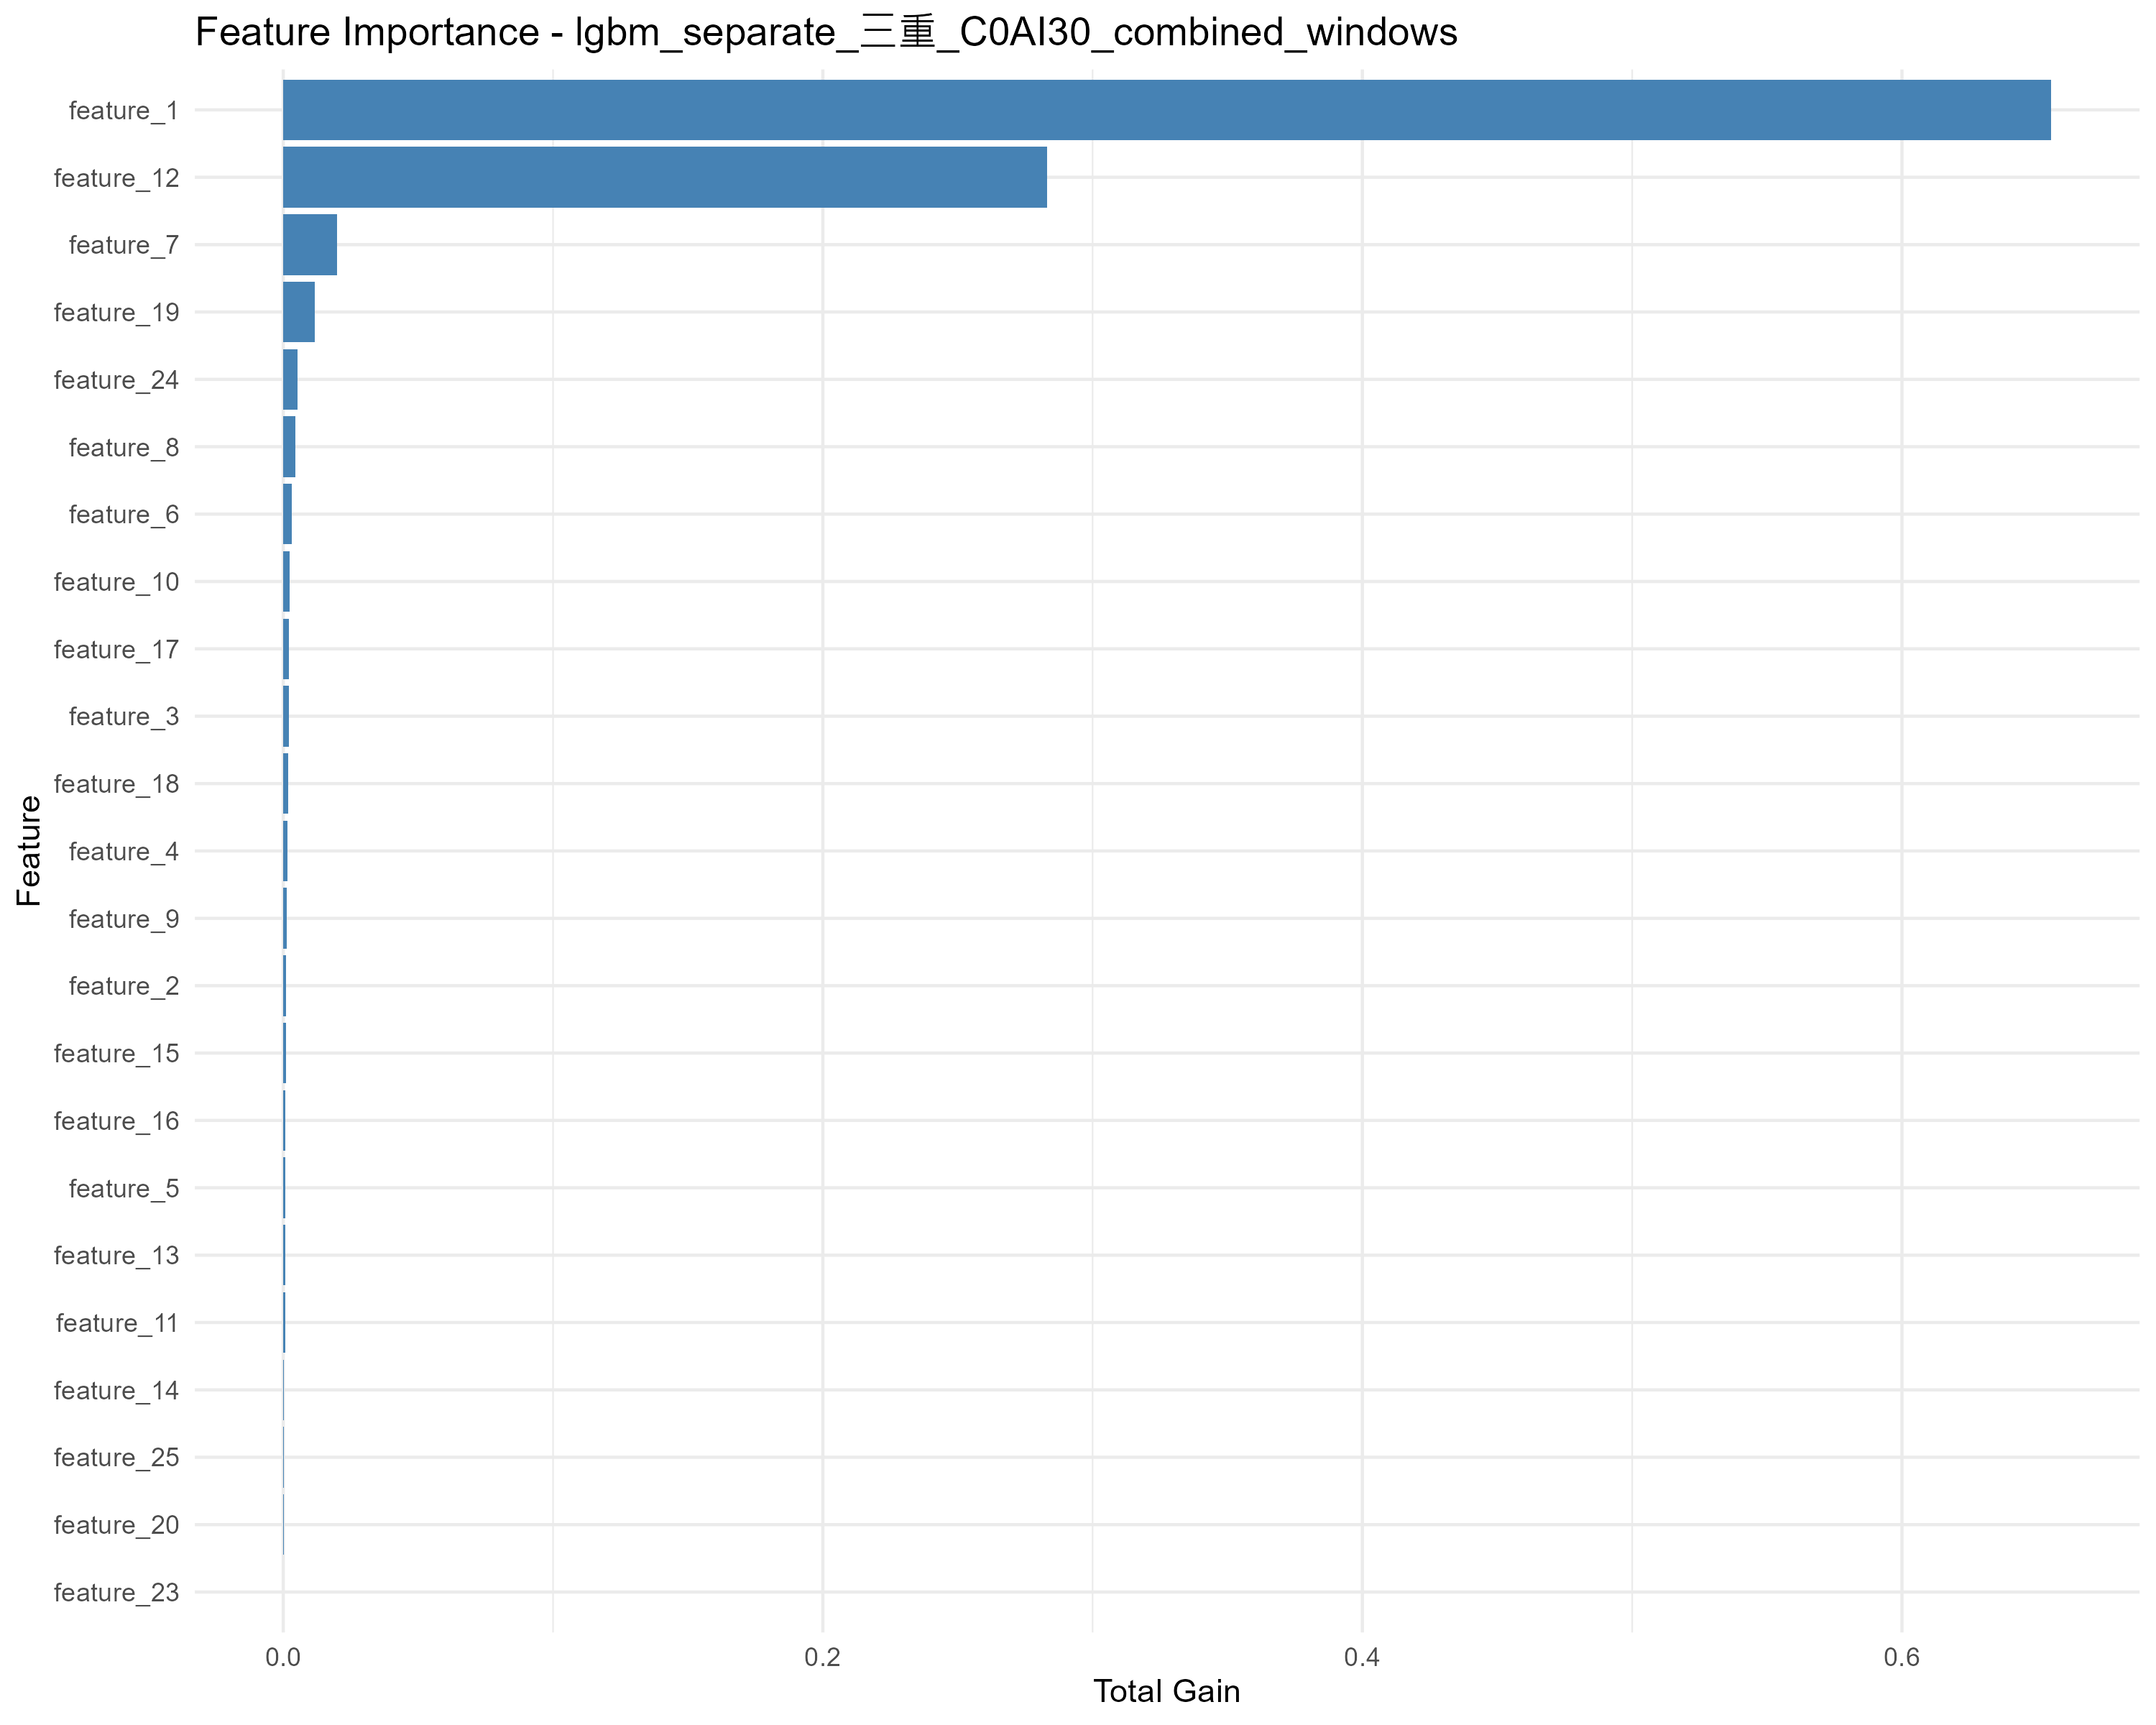 Feature Importance - lgbm_separate_三重_C0AI30_combined_windows
feature_1
feature_12
feature_7
feature_19
feature_24
feature_8
feature_6
feature_10
feature_17
feature_3
feature_18
feature_4
feature_9
feature_2
feature_15
feature_16
feature_5
feature_13
feature_11
feature_14
feature_25
feature_20
feature_23
Feature
0.0 0.2 0.4 0.6
Total Gain